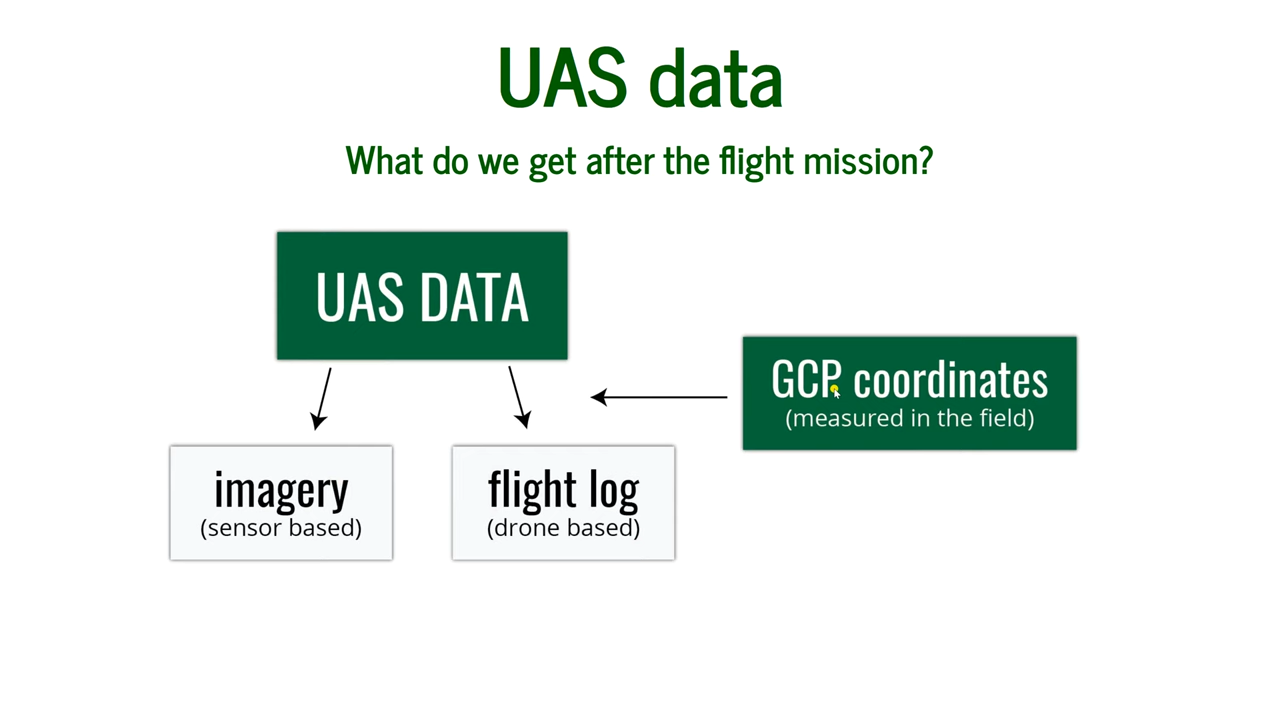 UAS data
What do we get after the flight mission?
UAS DATA
GCP coordinates
(measured in the field)
imagery
(sensor based)
flight log
(drone based)